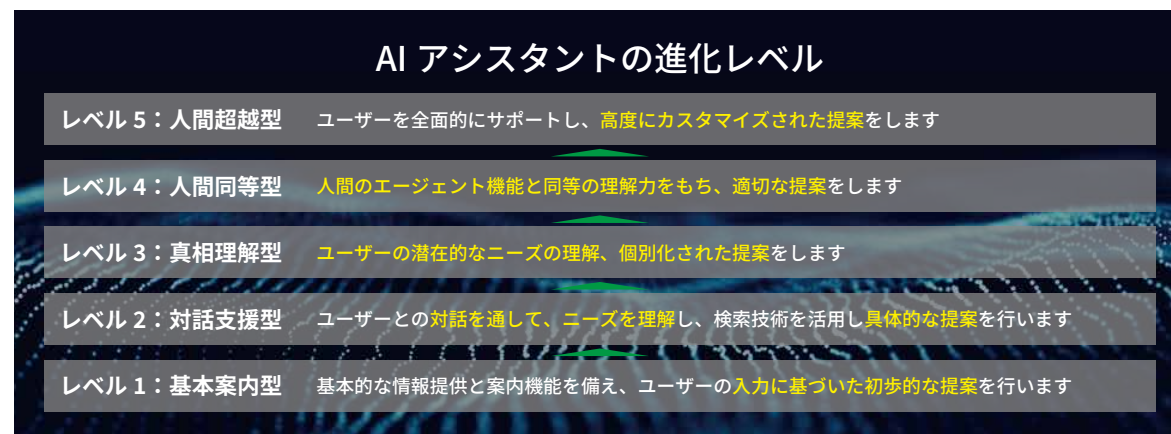 AI アシスタントの進化レベル
レベル 5：人間超越型 ユーザーを全面的にサポートし、高度にカスタマイズされた提案をします
レベル 4：人間同等型 人間のエージェント機能と同等の理解力をもち、適切な提案をします
レベル 3：真相理解型 ユーザーの潜在的なニーズの理解、個別化された提案をします
レベル 2：対話支援型 ユーザーとの対話を通して、ニーズを理解し、検索技術を活用し具体的な提案を行います
レベル 1：基本案内型 基本的な情報提供と案内機能を備え、ユーザーの入力に基づいた初歩的な提案を行います